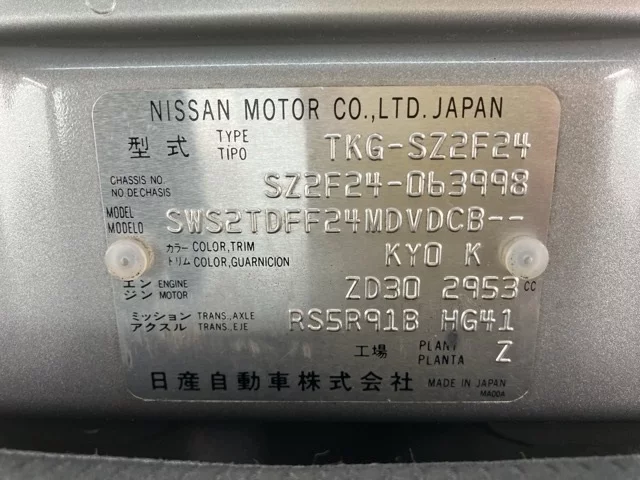 NISSAN MOTOR CO.,LTD. JAPAN
型式 TYPE TIPO TKG-SZ2F24
CHASSIS NO. NO DE CHASIS SZ2F24-063998
MODEL MODELO SWS2TDFF24MDVDCB--
カラー COLOR,TRIM KYO K
トリム COLOR,GUARNICION
エン ENGINE ZD30 2953 CC
ジン MOTOR
ミッション TRANS.,AXLE RS5R91B HG41
アクスル TRANS.,EJE
工場 PLANT PLANTA Z
日産自動車株式会社 MADE IN JAPAN
MA00A